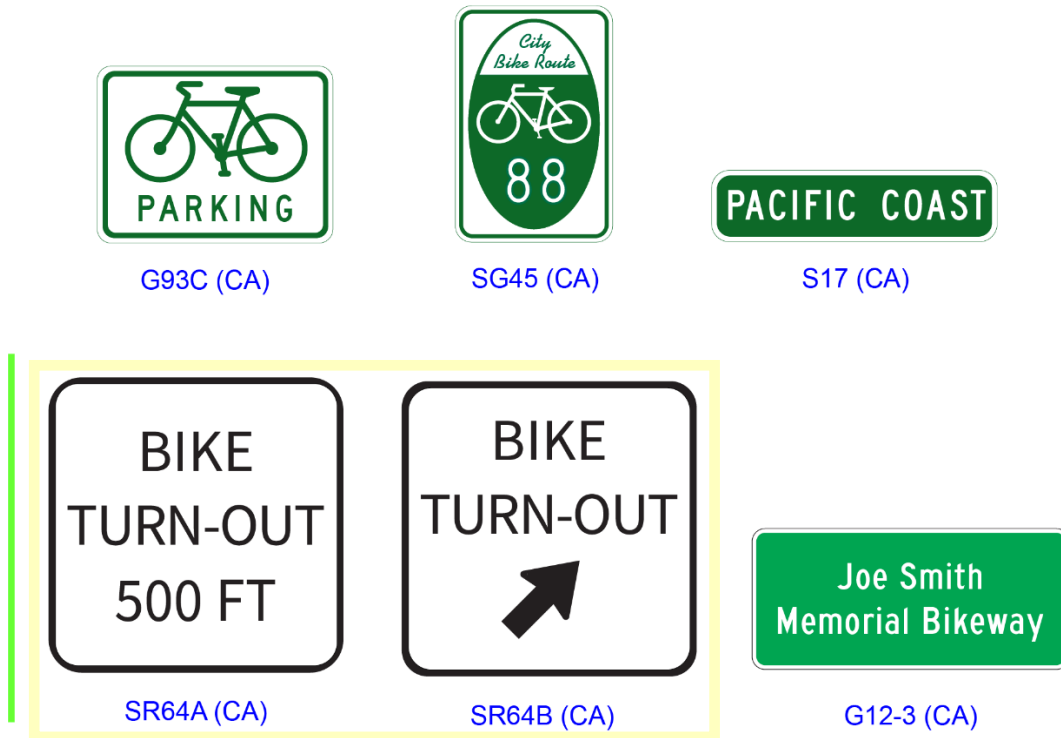 PARKING
G93C (CA)
City
Bike Route
88
SG45 (CA)
PACIFIC COAST
S17 (CA)
BIKE
TURN-OUT
500 FT
SR64A (CA)
BIKE
TURN-OUT
SR64B (CA)
Joe Smith
Memorial Bikeway
G12-3 (CA)